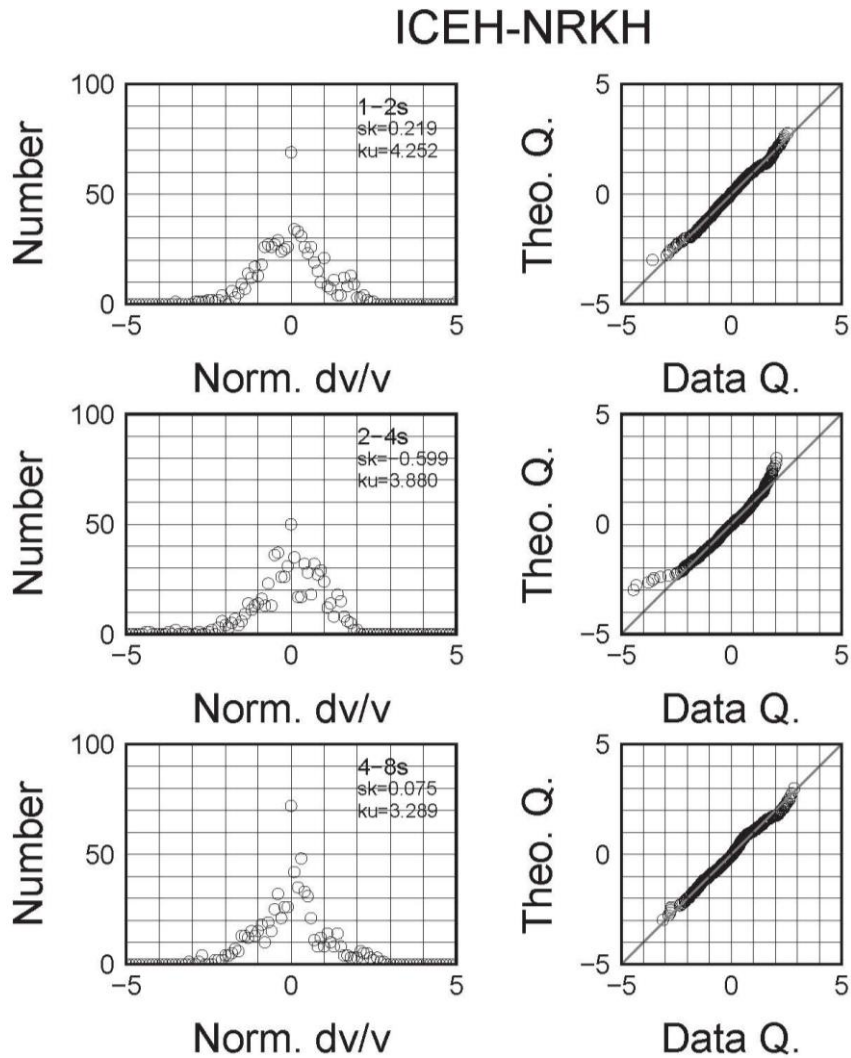 ICEH-NRKH
100
50
0
Number
1-2s
sk=0.219
ku=4.252
−5 0 5
Norm. dv/v
5
0
−5
Theo. Q.
−5 0 5
Data Q.
100
50
0
Number
2-4s
sk=−0.599
ku=3.880
−5 0 5
Norm. dv/v
5
0
−5
Theo. Q.
−5 0 5
Data Q.
100
50
0
Number
4-8s
sk=0.075
ku=3.289
−5 0 5
Norm. dv/v
5
0
−5
Theo. Q.
−5 0 5
Data Q.